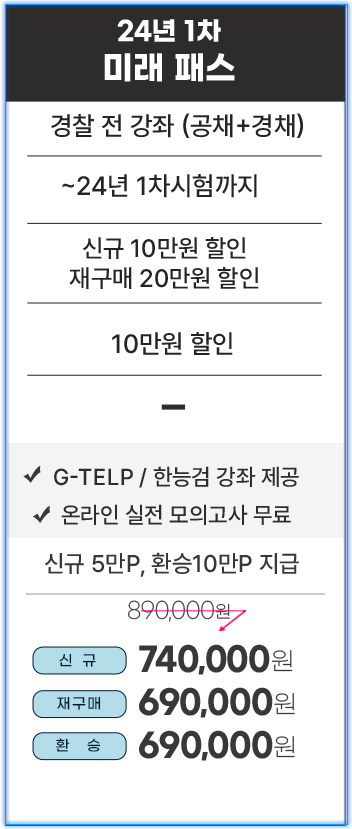 24년 1차
미래 패스
경찰 전 강좌 (공채+경채)
~24년 1차시험까지
신규 10만원 할인
재구매 20만원 할인
10만원 할인
–
✓ G-TELP / 한능검 강좌 제공
✓ 온라인 실전 모의고사 무료
신규 5만P, 환승10만P 지급
890,000원
신 규 740,000원
재구매 690,000원
환 승 690,000원